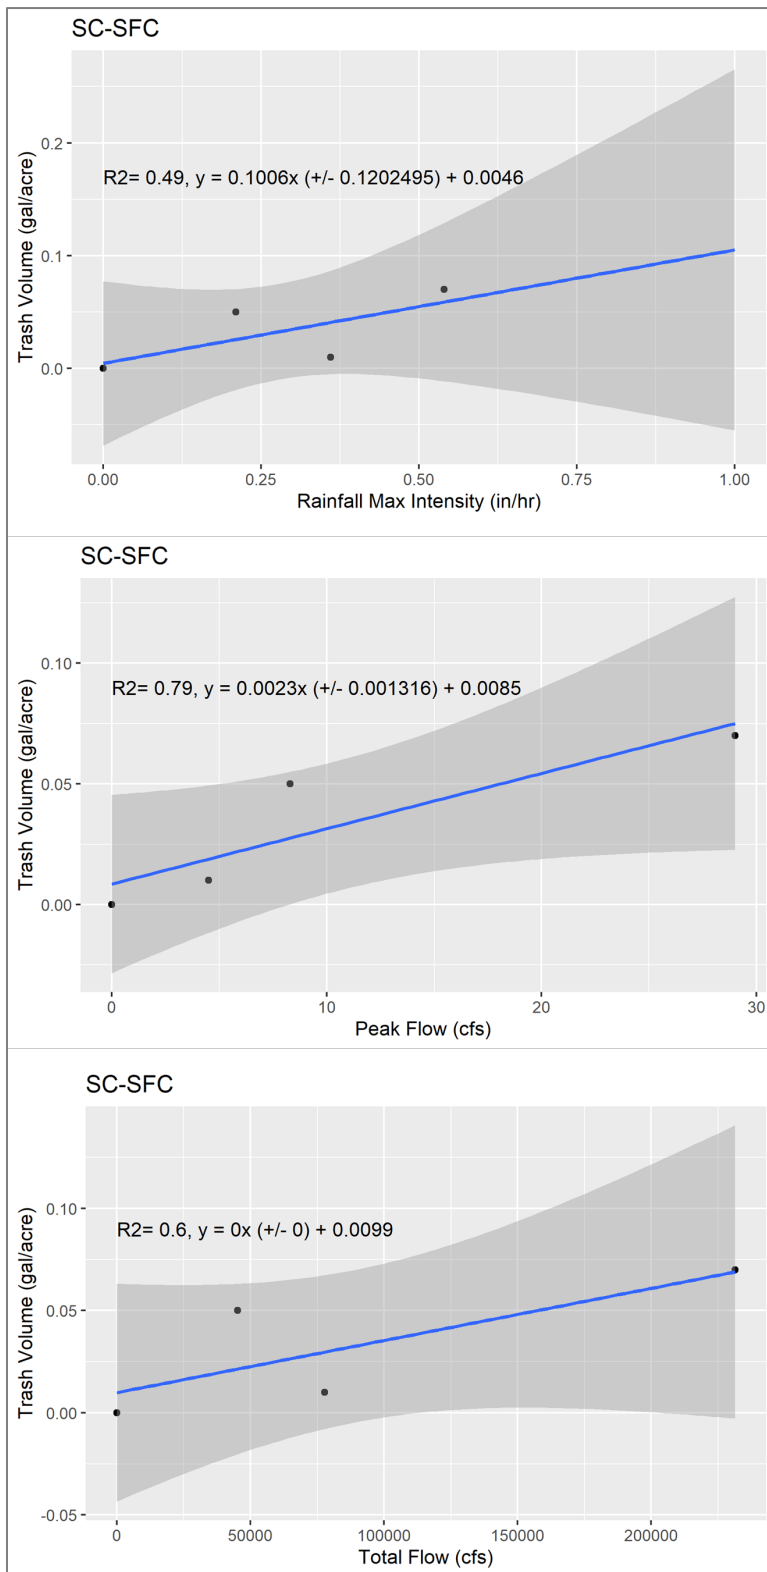 SC-SFC
Trash Volume (gal/acre)
0.2
R2= 0.49, y = 0.1006x (+/- 0.1202495) + 0.0046
0.1
0.0
0.00 0.25 0.50 0.75 1.00
Rainfall Max Intensity (in/hr)
SC-SFC
Trash Volume (gal/acre)
0.10
R2= 0.79, y = 0.0023x (+/- 0.001316) + 0.0085
0.05
0.00
0 10 20 30
Peak Flow (cfs)
SC-SFC
Trash Volume (gal/acre)
0.10
R2= 0.6, y = 0x (+/- 0) + 0.0099
0.05
0.00
-0.05
0 50000 100000 150000 200000
Total Flow (cfs)